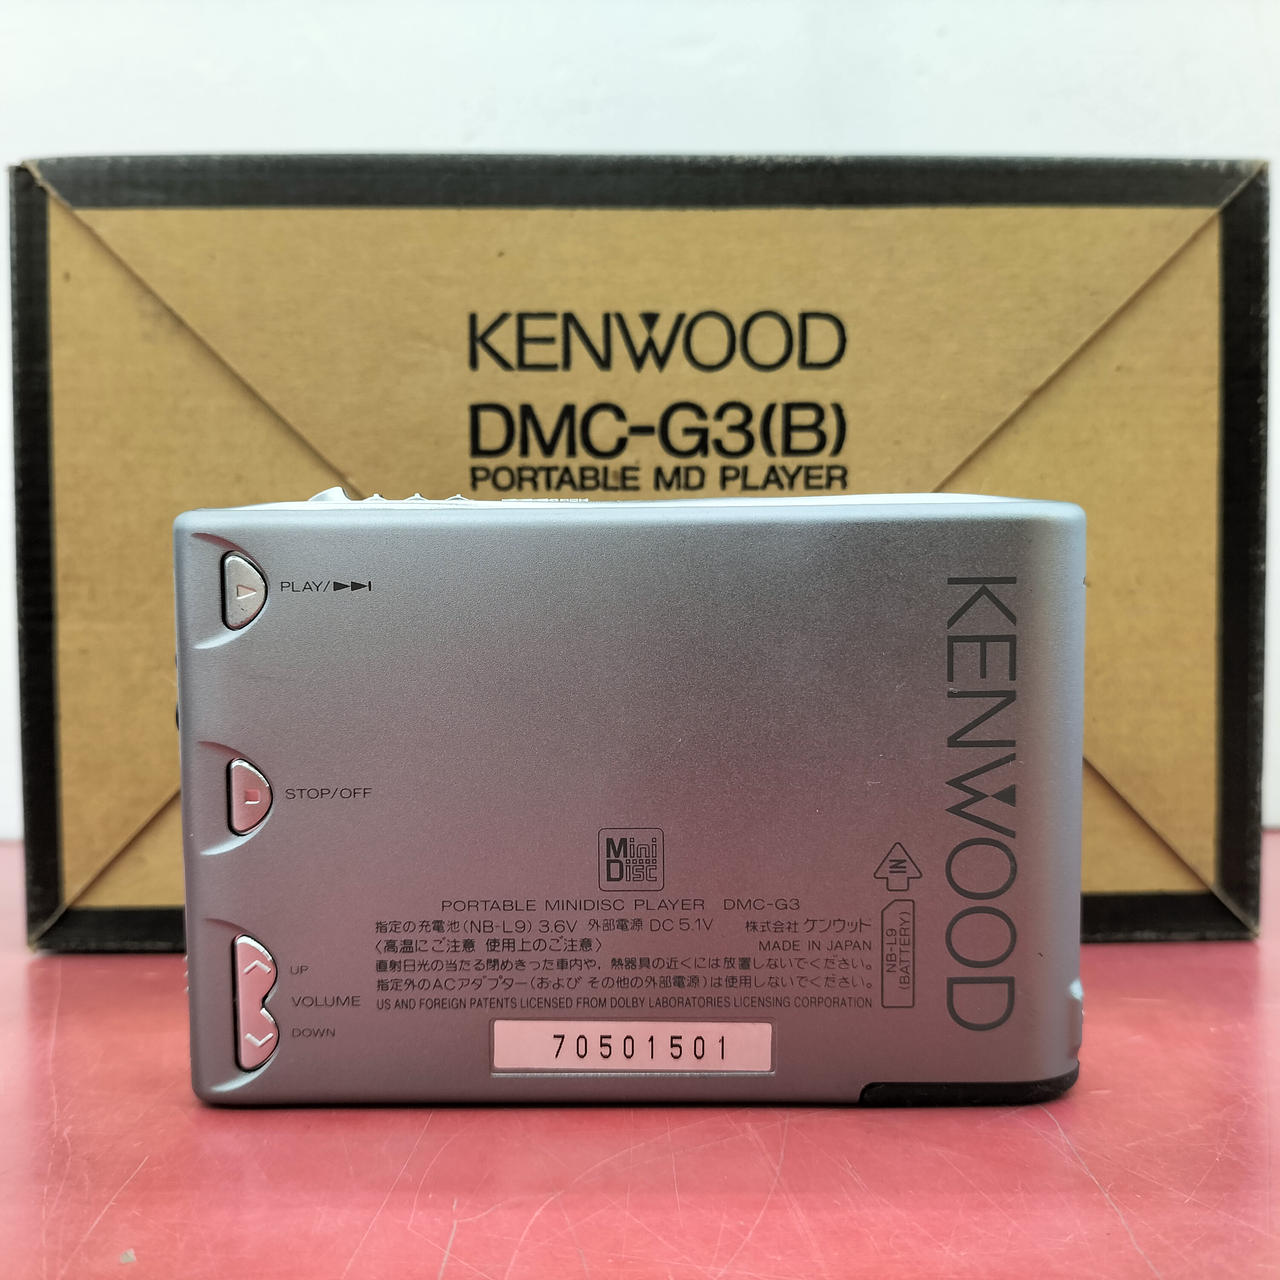 KENWOOD
DMC-G3(B)
PORTABLE MD PLAYER
PLAY/▶▶|
STOP/OFF
UP
VOLUME
DOWN
KENWOOD
Mini
Disc
IN
NB-L9
(BATTERY)
PORTABLE MINIDISC PLAYER DMC-G3
指定の充電池(NB-L9) 3.6V 外部電源 DC 5.1V 株式会社 ケンウッド
〈高温にご注意 使用上のご注意〉 MADE IN JAPAN
直射日光の当たる閉めきった車内や,熱器具の近くには放置しないでください。
指定外のACアダプター(および その他の外部電源)は使用しないでください。
US AND FOREIGN PATENTS LICENSED FROM DOLBY LABORATORIES LICENSING CORPORATION
70501501